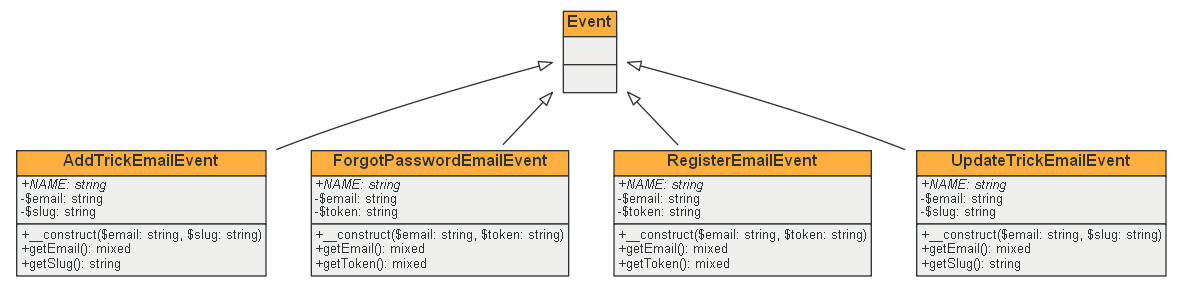 Event
AddTrickEmailEvent
+NAME: string
-$email: string
-$slug: string
+__construct($email: string, $slug: string)
+getEmail(): mixed
+getSlug(): string
ForgotPasswordEmailEvent
+NAME: string
-$email: string
-$token: string
+__construct($email: string, $token: string)
+getEmail(): mixed
+getToken(): mixed
RegisterEmailEvent
+NAME: string
-$email: string
-$token: string
+__construct($email: string, $token: string)
+getEmail(): mixed
+getToken(): mixed
UpdateTrickEmailEvent
+NAME: string
-$email: string
-$slug: string
+__construct($email: string, $slug: string)
+getEmail(): mixed
+getSlug(): string